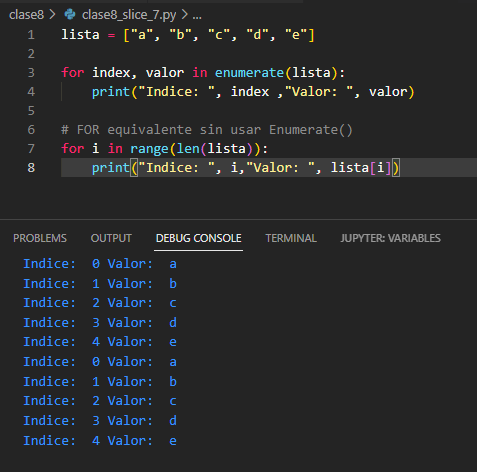 clase8 > clase8_slice_7.py > ...
1 lista = ["a", "b", "c", "d", "e"]
2
3 for index, valor in enumerate(lista):
4     print("Indice: ", index ,"Valor: ", valor)
5
6 # FOR equivalente sin usar Enumerate()
7 for i in range(len(lista)):
8     print("Indice: ", i,"Valor: ", lista[i])
PROBLEMS OUTPUT DEBUG CONSOLE TERMINAL JUPYTER: VARIABLES
Indice:  0 Valor:  a
Indice:  1 Valor:  b
Indice:  2 Valor:  c
Indice:  3 Valor:  d
Indice:  4 Valor:  e
Indice:  0 Valor:  a
Indice:  1 Valor:  b
Indice:  2 Valor:  c
Indice:  3 Valor:  d
Indice:  4 Valor:  e